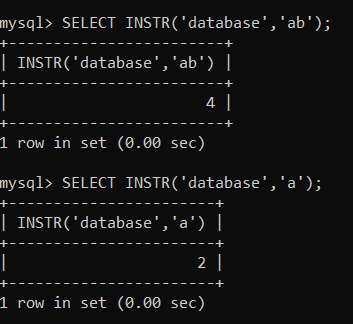 mysql> SELECT INSTR('database','ab');
+------------------------+
| INSTR('database','ab') |
+------------------------+
|                      4 |
+------------------------+
1 row in set (0.00 sec)

mysql> SELECT INSTR('database','a');
+-----------------------+
| INSTR('database','a') |
+-----------------------+
|                     2 |
+-----------------------+
1 row in set (0.00 sec)